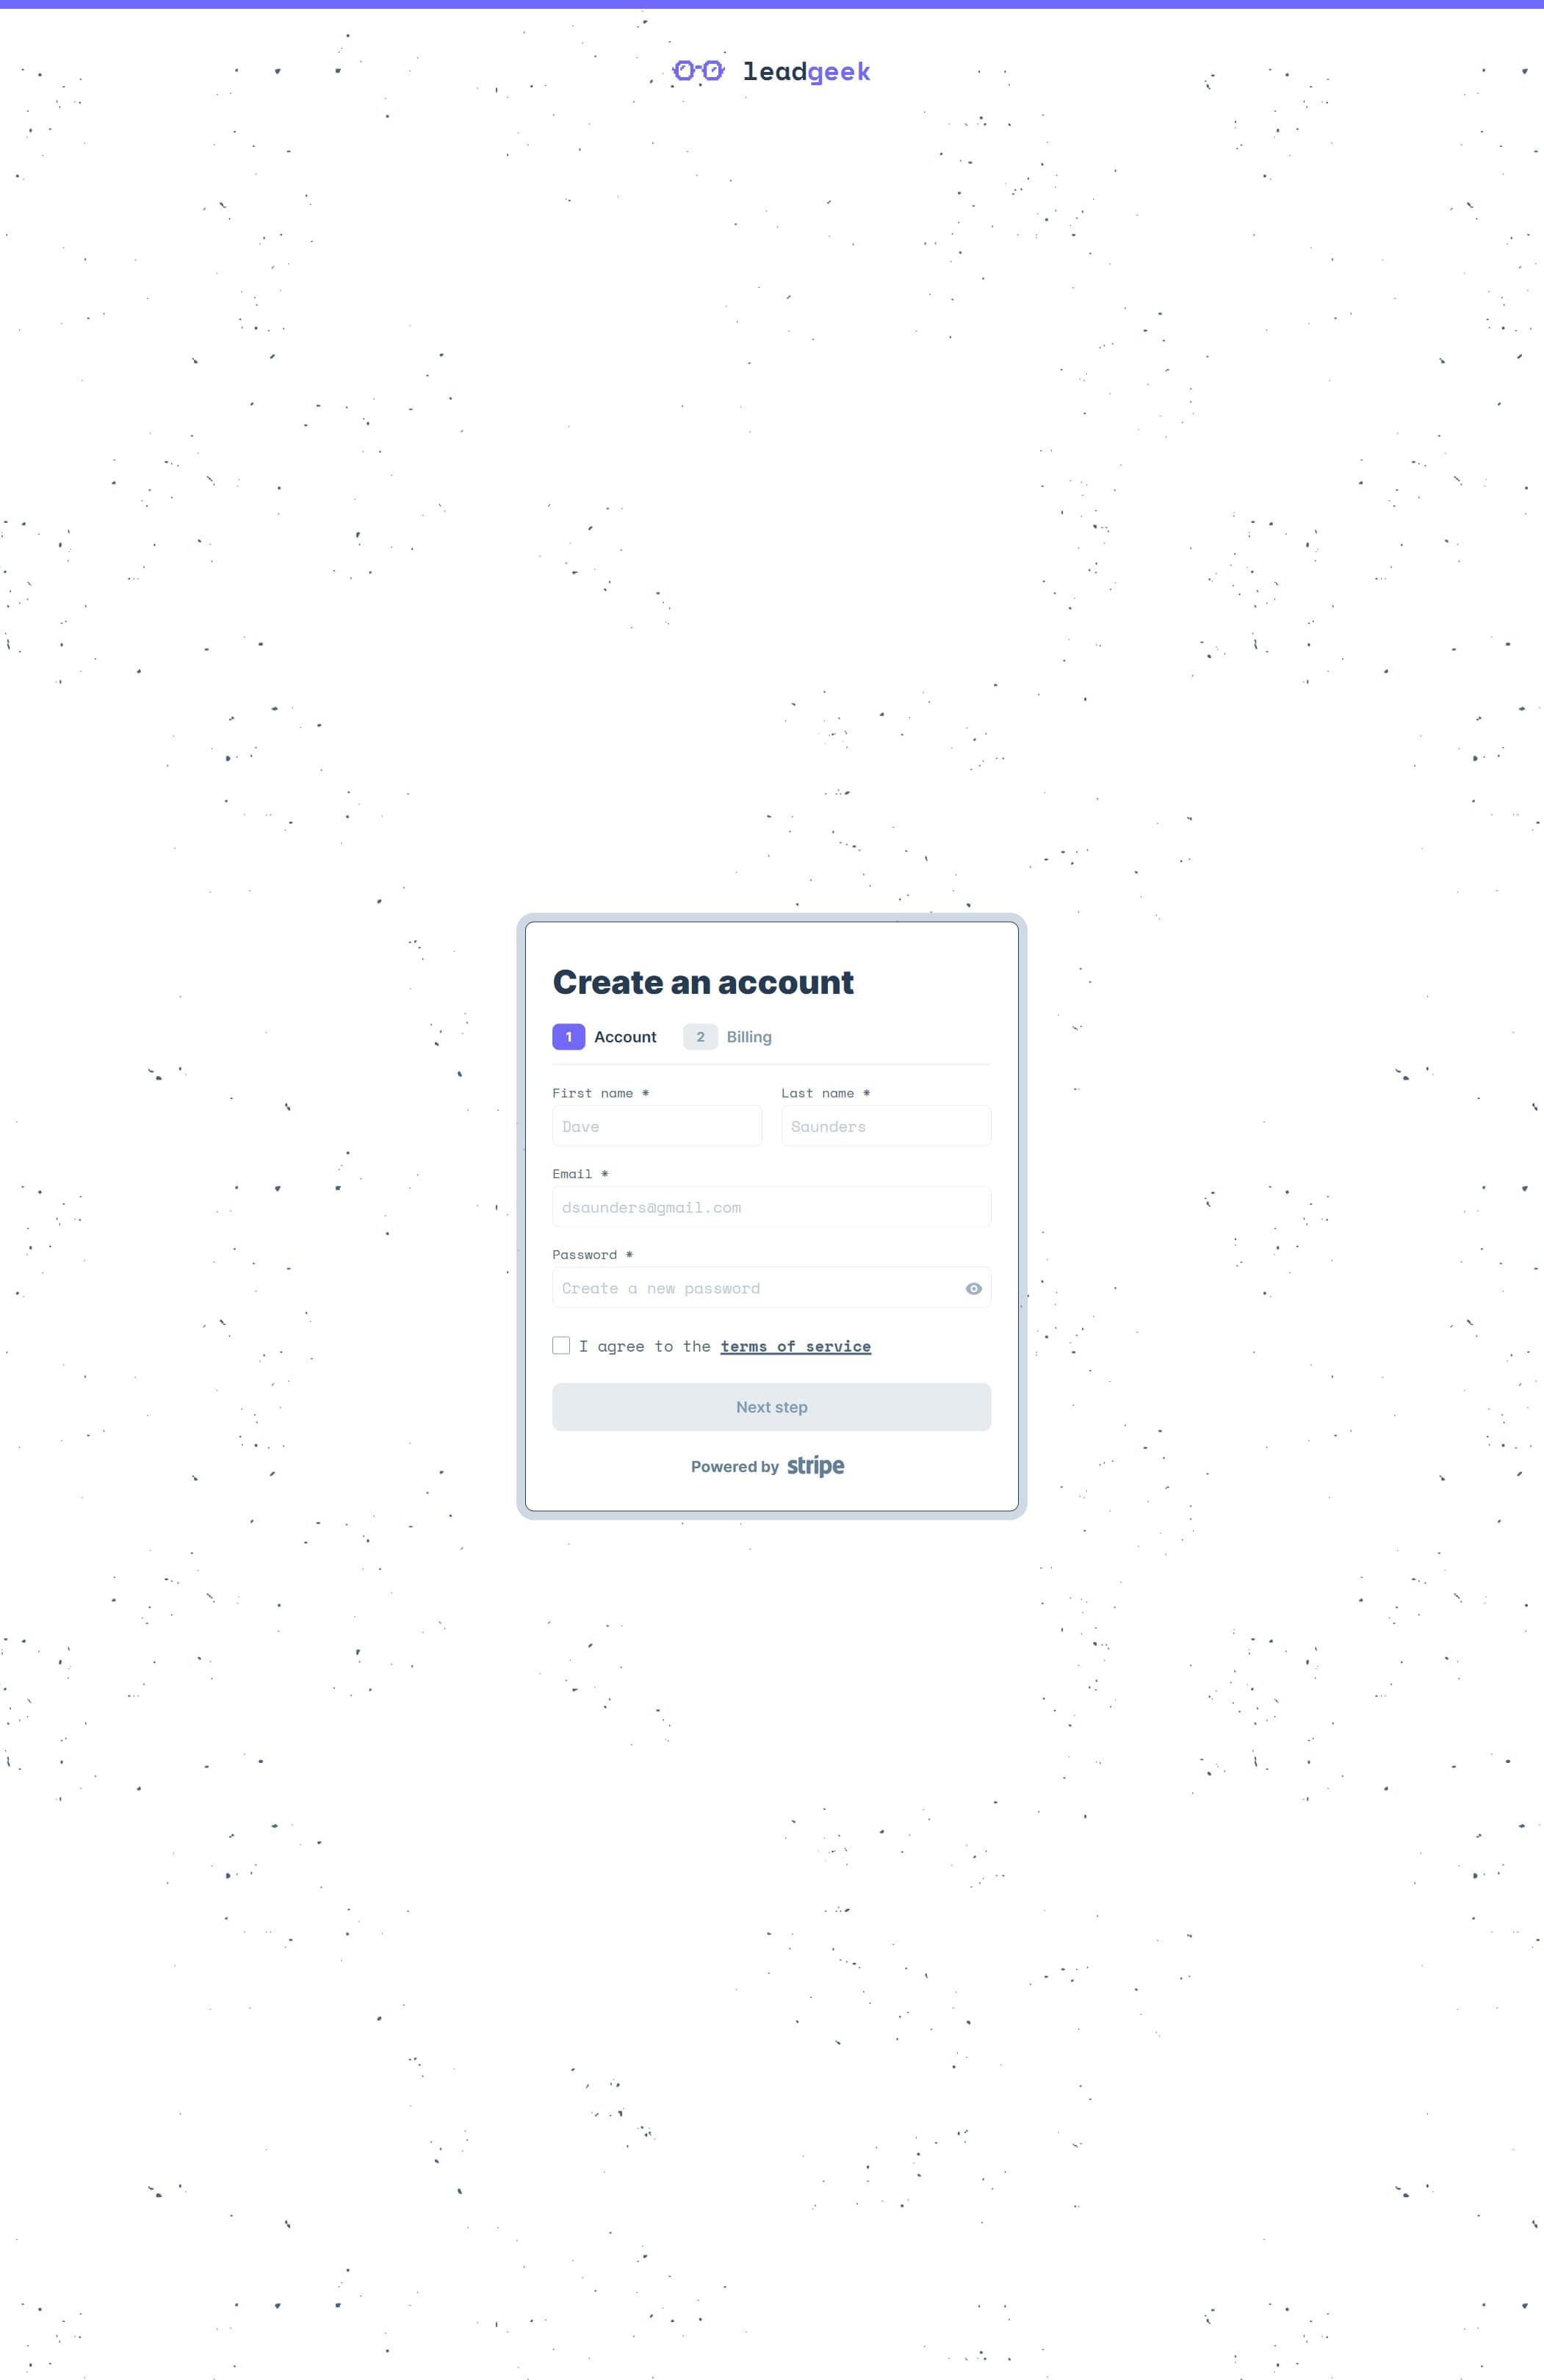 leadgeek
Create an account
1 Account 2 Billing
First name * Last name *
Dave Saunders
Email *
dsaunders@gmail.com
Password *
Create a new password
I agree to the terms of service
Next step
Powered by stripe